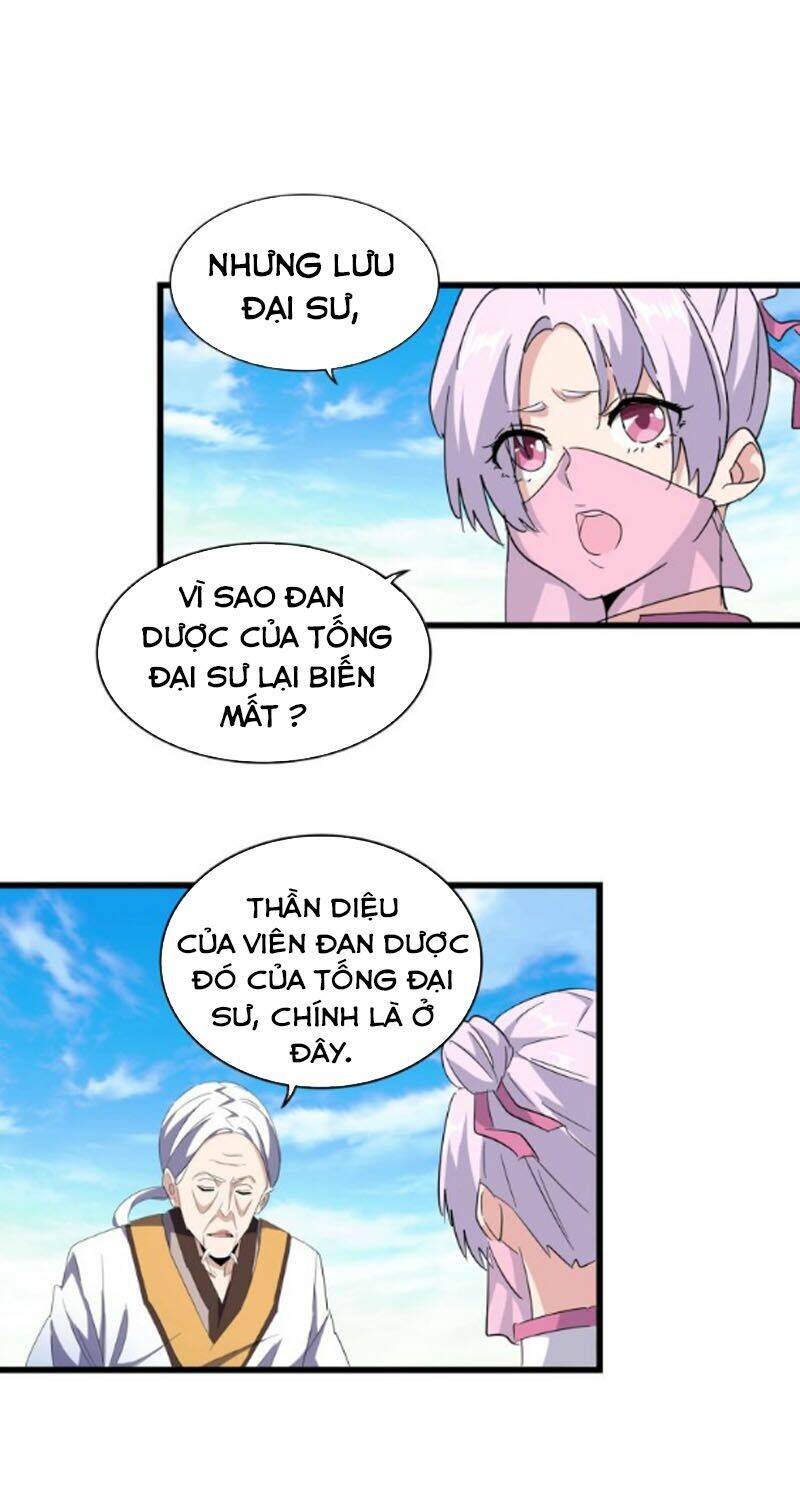 NHƯNG LƯU
ĐẠI SƯ,
VÌ SAO ĐAN
DƯỢC CỦA TỐNG
ĐẠI SƯ LẠI BIẾN
MẤT ?
THẦN DIỆU
CỦA VIÊN ĐAN DƯỢC
ĐÓ CỦA TỐNG ĐẠI
SƯ, CHÍNH LÀ Ở
ĐÂY.